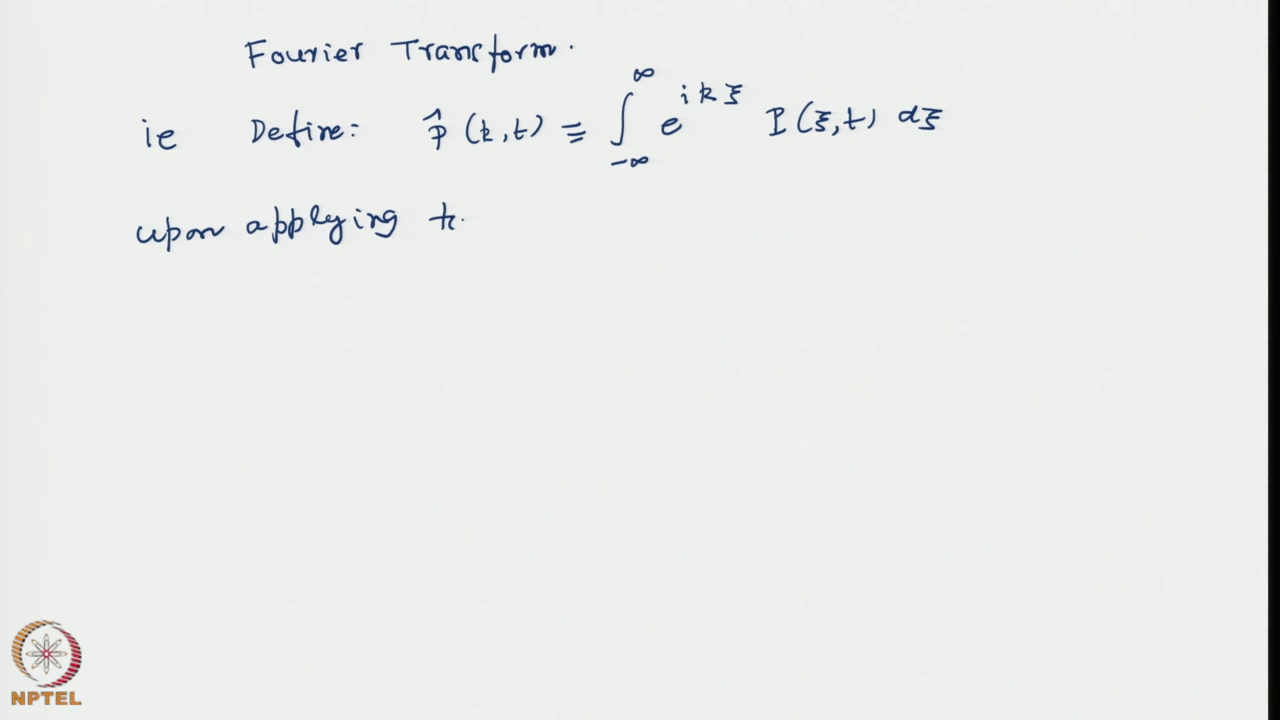 Fourier Transform.
ie Define: p̂ (k,t) ≡ ∫_{-∞}^{∞} e^{ikξ} P(ξ,t) dξ
upon applying
NPTEL